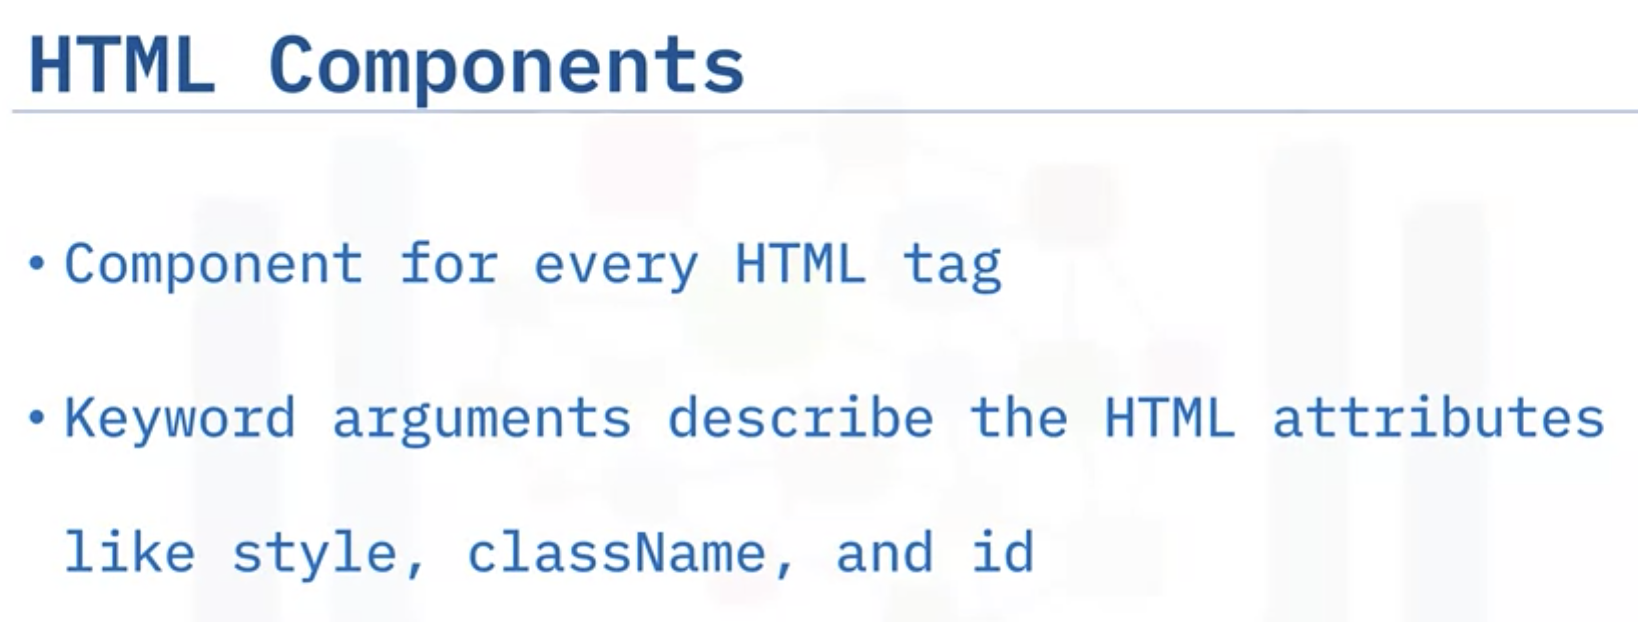 HTML Components
• Component for every HTML tag
• Keyword arguments describe the HTML attributes
like style, className, and id